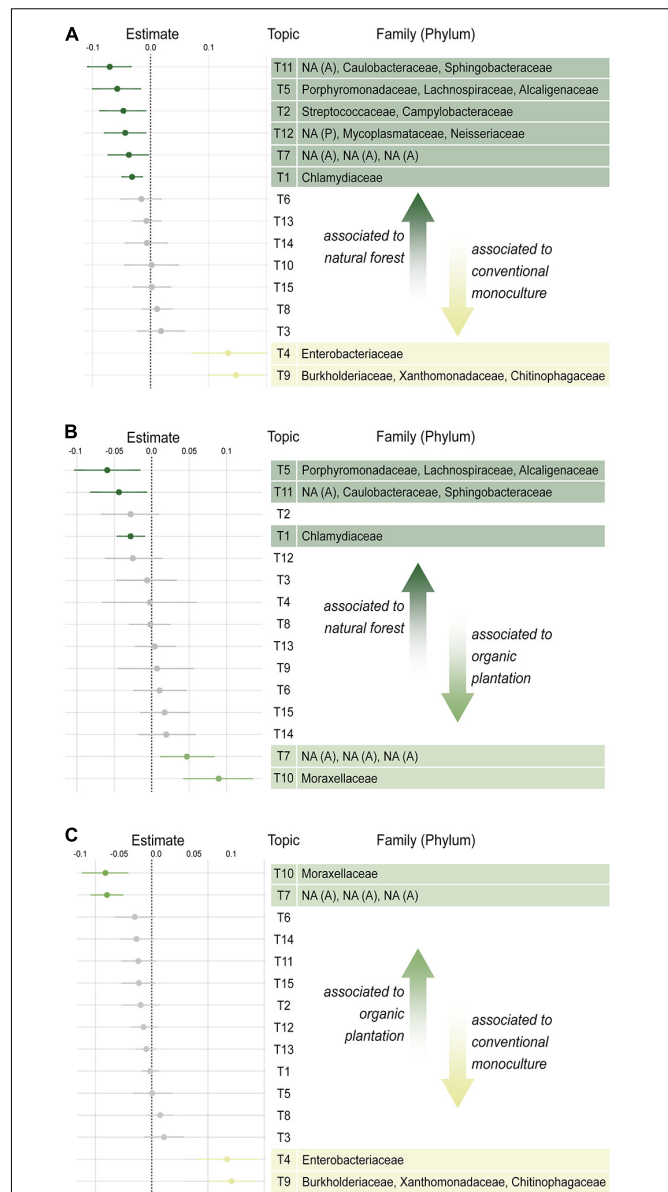 A
Estimate Topic Family (Phylum)
-0.1 0.0 0.1
T11 NA (A), Caulobacteraceae, Sphingobacteraceae
T5 Porphyromonadaceae, Lachnospiraceae, Alcaligenaceae
T2 Streptococcaceae, Campylobacteraceae
T12 NA (P), Mycoplasmataceae, Neisseriaceae
T7 NA (A), NA (A), NA (A)
T1 Chlamydiaceae
T6
T13
T14
T10
T15
T8
T3
associated to
natural forest
associated to
conventional
monoculture
T4 Enterobacteriaceae
T9 Burkholderiaceae, Xanthomonadaceae, Chitinophagaceae
B
Estimate Topic Family (Phylum)
-0.1 -0.05 0.0 0.05 0.1
T5 Porphyromonadaceae, Lachnospiraceae, Alcaligenaceae
T11 NA (A), Caulobacteraceae, Sphingobacteraceae
T2
T1 Chlamydiaceae
T12
T3
T4
T8
T13
T9
T6
T15
T14
associated to
natural forest
associated to
organic
plantation
T7 NA (A), NA (A), NA (A)
T10 Moraxellaceae
C
Estimate Topic Family (Phylum)
-0.1 -0.05 0.0 0.05 0.1
T10 Moraxellaceae
T7 NA (A), NA (A), NA (A)
T6
T14
T11
T15
T2
T12
T13
T1
T5
T8
T3
associated to
organic
plantation
associated to
conventional
monoculture
T4 Enterobacteriaceae
T9 Burkholderiaceae, Xanthomonadaceae, Chitinophagaceae